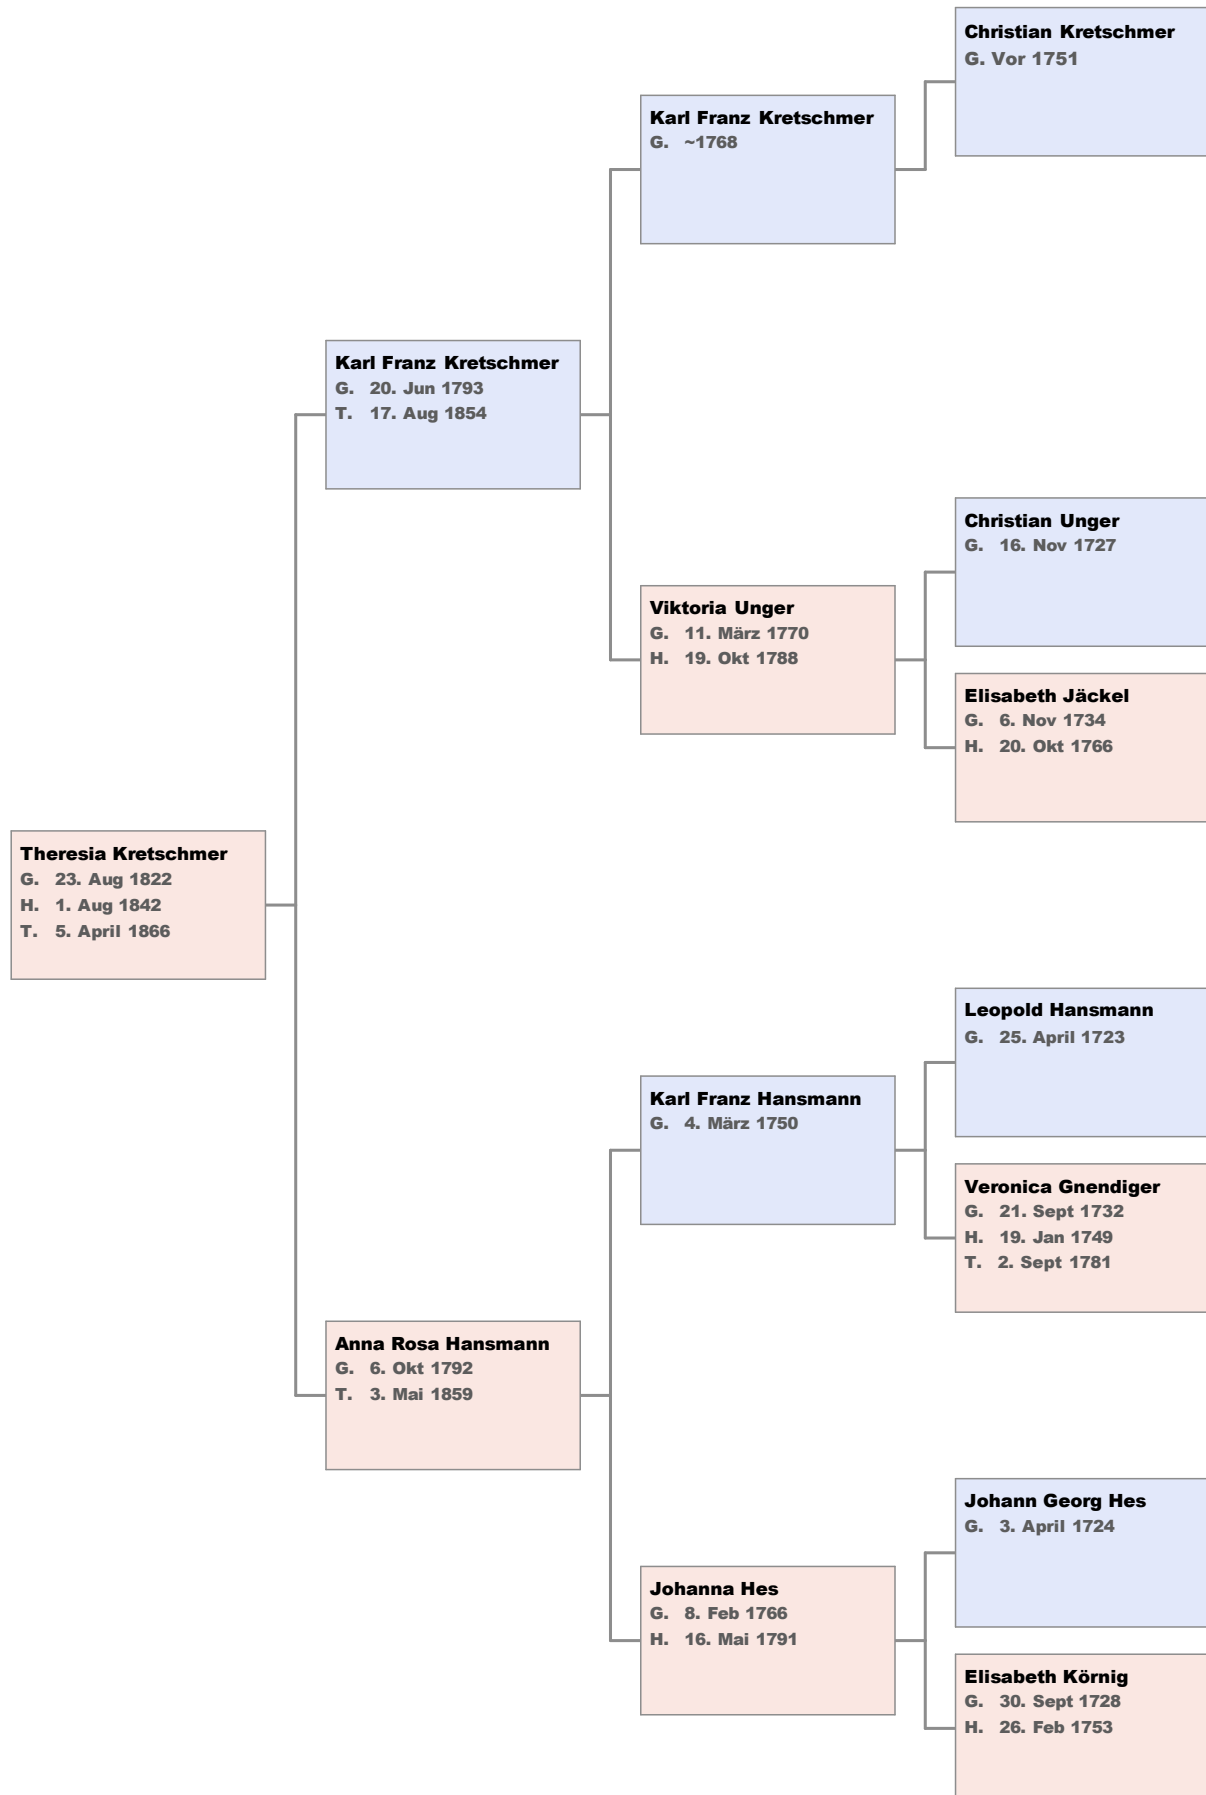 Christian Kretschmer
G. Vor 1751
Karl Franz Kretschmer
G. ~1768
Karl Franz Kretschmer
G. 20. Jun 1793
T. 17. Aug 1854
Christian Unger
G. 16. Nov 1727
Viktoria Unger
G. 11. März 1770
H. 19. Okt 1788
Elisabeth Jäckel
G. 6. Nov 1734
H. 20. Okt 1766
Theresia Kretschmer
G. 23. Aug 1822
H. 1. Aug 1842
T. 5. April 1866
Leopold Hansmann
G. 25. April 1723
Karl Franz Hansmann
G. 4. März 1750
Veronica Gnendiger
G. 21. Sept 1732
H. 19. Jan 1749
T. 2. Sept 1781
Anna Rosa Hansmann
G. 6. Okt 1792
T. 3. Mai 1859
Johann Georg Hes
G. 3. April 1724
Johanna Hes
G. 8. Feb 1766
H. 16. Mai 1791
Elisabeth Körnig
G. 30. Sept 1728
H. 26. Feb 1753